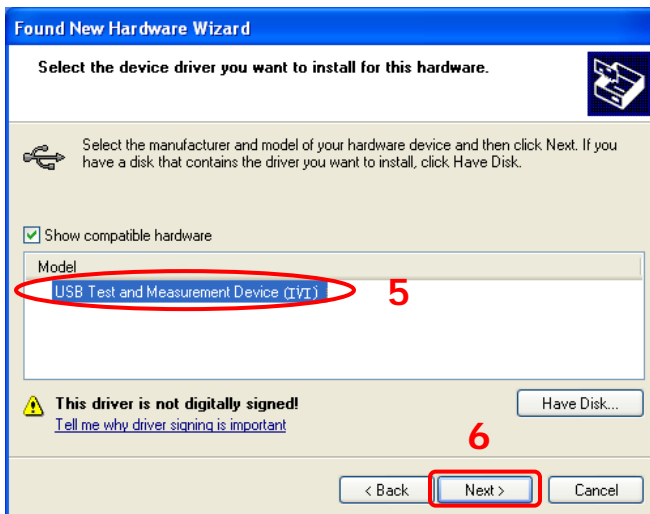 Found New Hardware Wizard
Select the device driver you want to install for this hardware.
Select the manufacturer and model of your hardware device and then click Next. If you
have a disk that contains the driver you want to install, click Have Disk.
Show compatible hardware
Model
USB Test and Measurement Device (IVI)
5
This driver is not digitally signed!
Have Disk...
Tell me why driver signing is important
6
< Back
Next >
Cancel